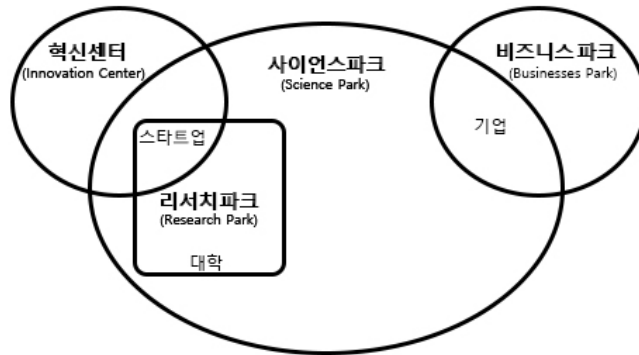 혁신센터
(Innovation Center)
사이언스파크
(Science Park)
비즈니스파크
(Businesses Park)
스타트업
기업
리서치파크
(Research Park)
대학